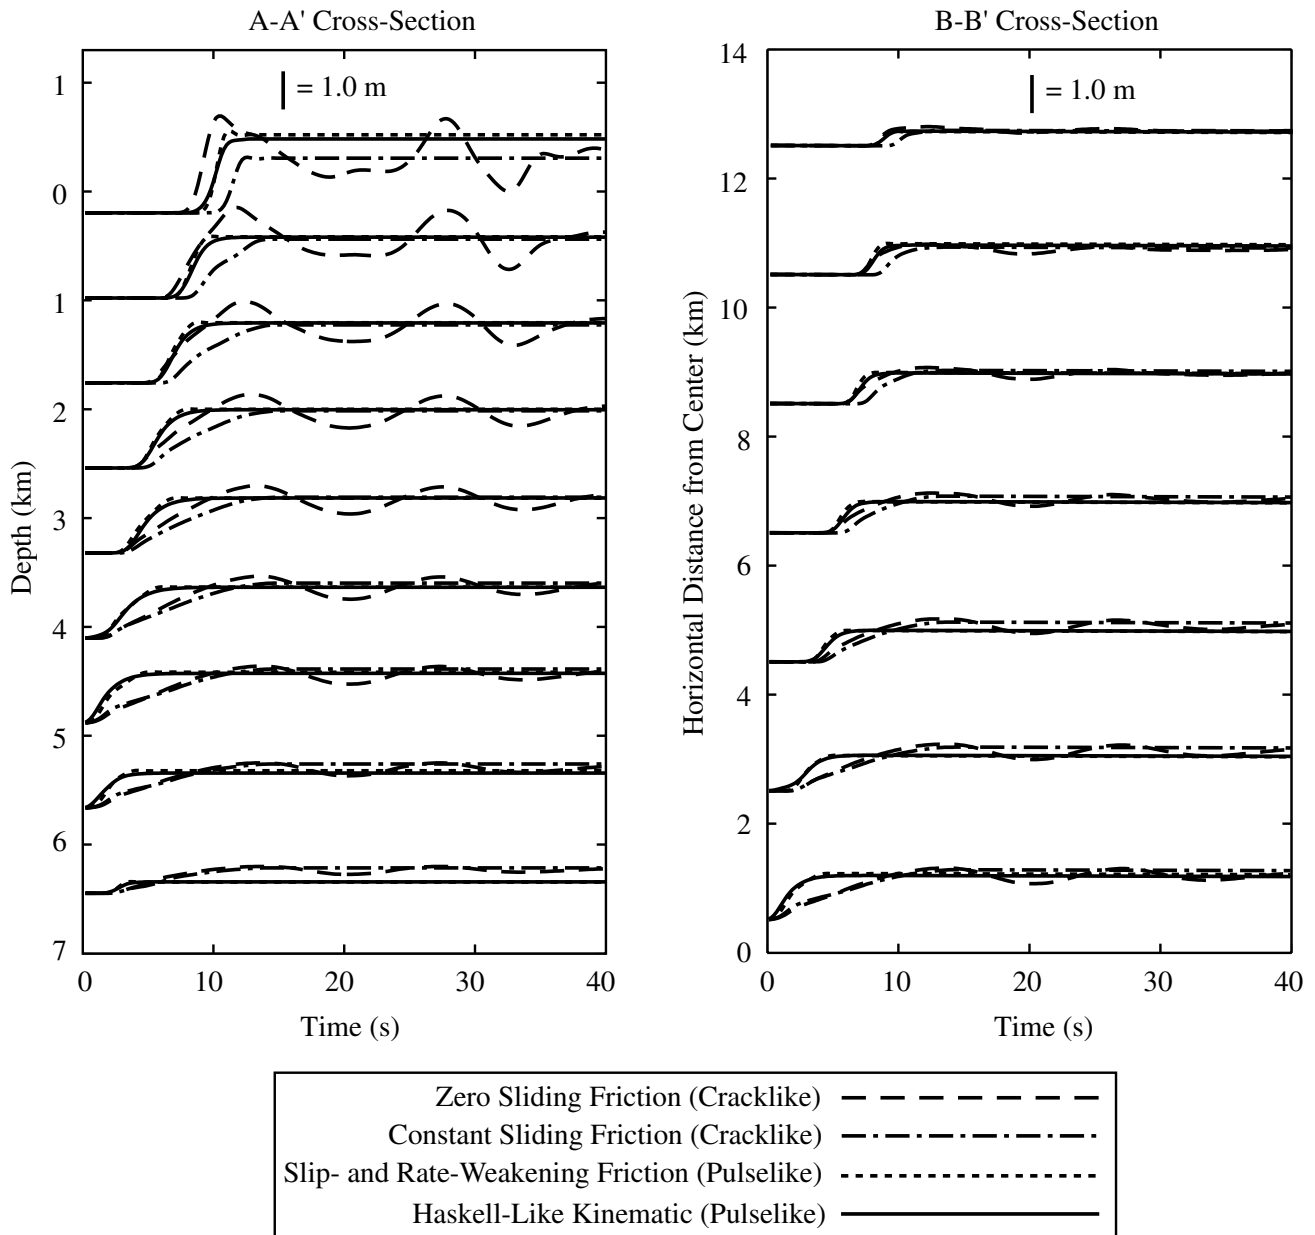 A-A' Cross-Section
B-B' Cross-Section
= 1.0 m
= 1.0 m
1
0
1
2
3
4
5
6
7
Depth (km)
0
10
20
30
40
Time (s)
14
12
10
8
6
4
2
0
Horizontal Distance from Center (km)
0
10
20
30
40
Time (s)
Zero Sliding Friction (Cracklike)
Constant Sliding Friction (Cracklike)
Slip- and Rate-Weakening Friction (Pulselike)
Haskell-Like Kinematic (Pulselike)